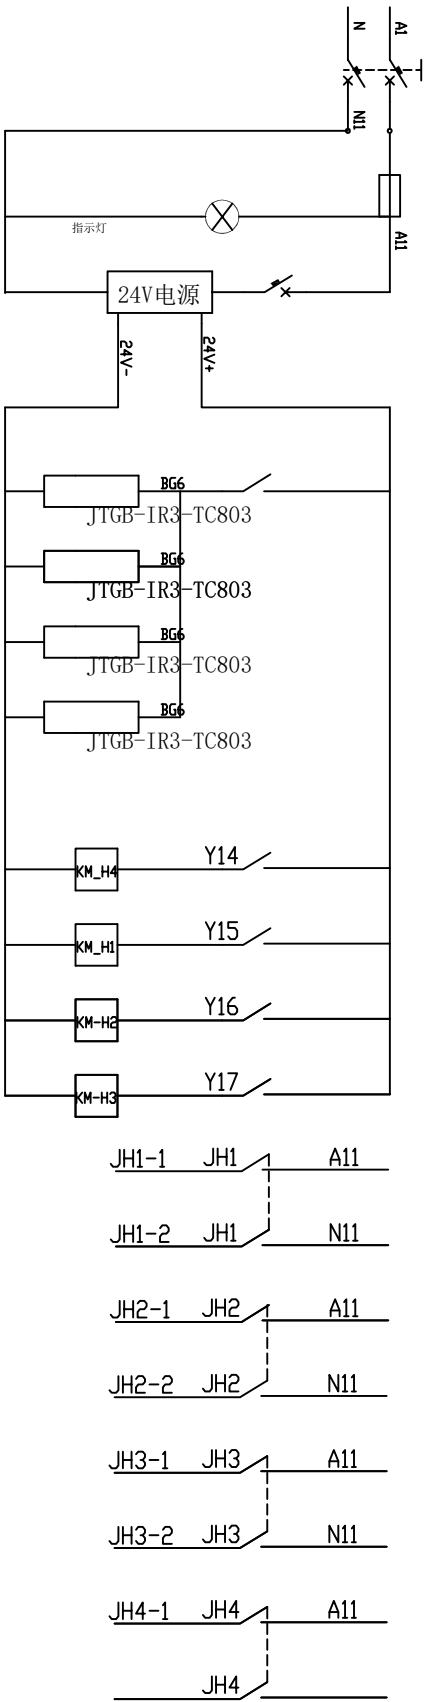 N A1
N11
A11
指示灯
24V电源
24V- 24V+
BG6
JTGB-IR3-TC803
BG6
JTGB-IR3-TC803
BG6
JTGB-IR3-TC803
BG6
JTGB-IR3-TC803
KM_H4 Y14
KM_H1 Y15
KM-H2 Y16
KM-H3 Y17
JH1-1 JH1 A11
JH1-2 JH1 N11
JH2-1 JH2 A11
JH2-2 JH2 N11
JH3-1 JH3 A11
JH3-2 JH3 N11
JH4-1 JH4 A11
JH4